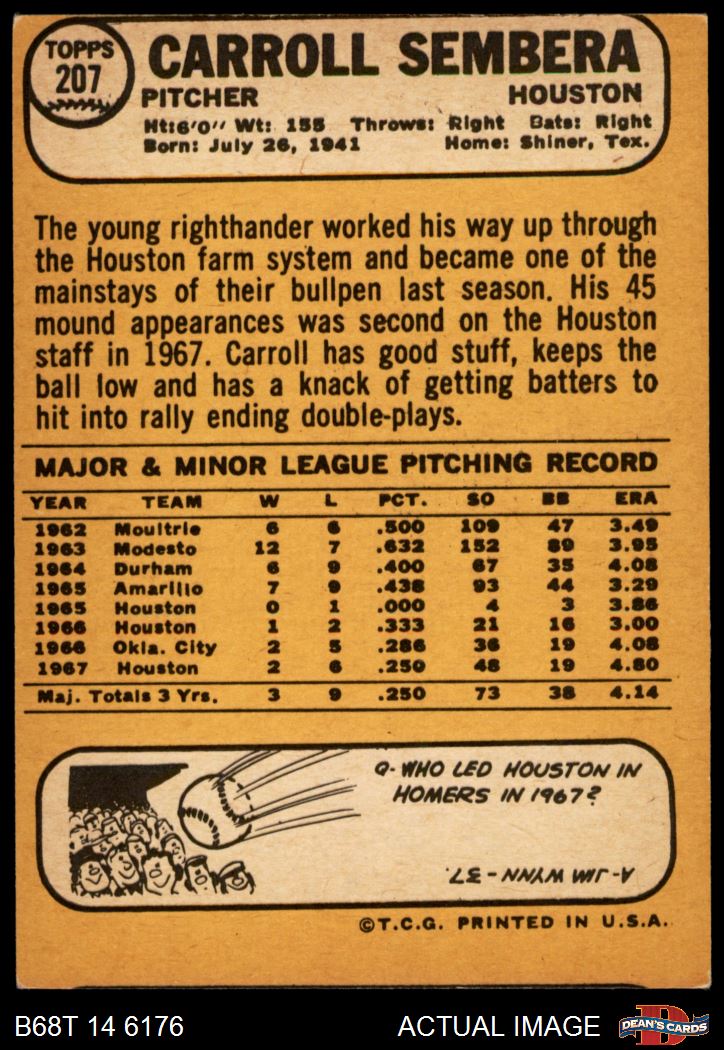 TOPPS
207
CARROLL SEMBERA
PITCHER HOUSTON
Ht:6'0" Wt: 155 Throws: Right Bats: Right
Born: July 26, 1941 Home: Shiner, Tex.
The young righthander worked his way up through
the Houston farm system and became one of the
mainstays of their bullpen last season. His 45
mound appearances was second on the Houston
staff in 1967. Carroll has good stuff, keeps the
ball low and has a knack of getting batters to
hit into rally ending double-plays.
MAJOR & MINOR LEAGUE PITCHING RECORD
YEAR TEAM W L PCT. SO BB ERA
1962 Moultrie 6 6 .500 109 47 3.49
1963 Modesto 12 7 .632 152 89 3.95
1964 Durham 6 9 .400 67 35 4.08
1965 Amarillo 7 9 .438 93 44 3.29
1965 Houston 0 1 .000 4 3 3.86
1966 Houston 1 2 .333 21 16 3.00
1966 Okla. City 2 5 .286 36 19 4.08
1967 Houston 2 6 .250 48 19 4.80
Maj. Totals 3 Yrs. 3 9 .250 73 38 4.14
Q- WHO LED HOUSTON IN
HOMERS IN 1967?
A- JIM WYNN - 37.
©T.C.G. PRINTED IN U.S.A.
B68T 14 6176 ACTUAL IMAGE
D
DEAN'S CARDS